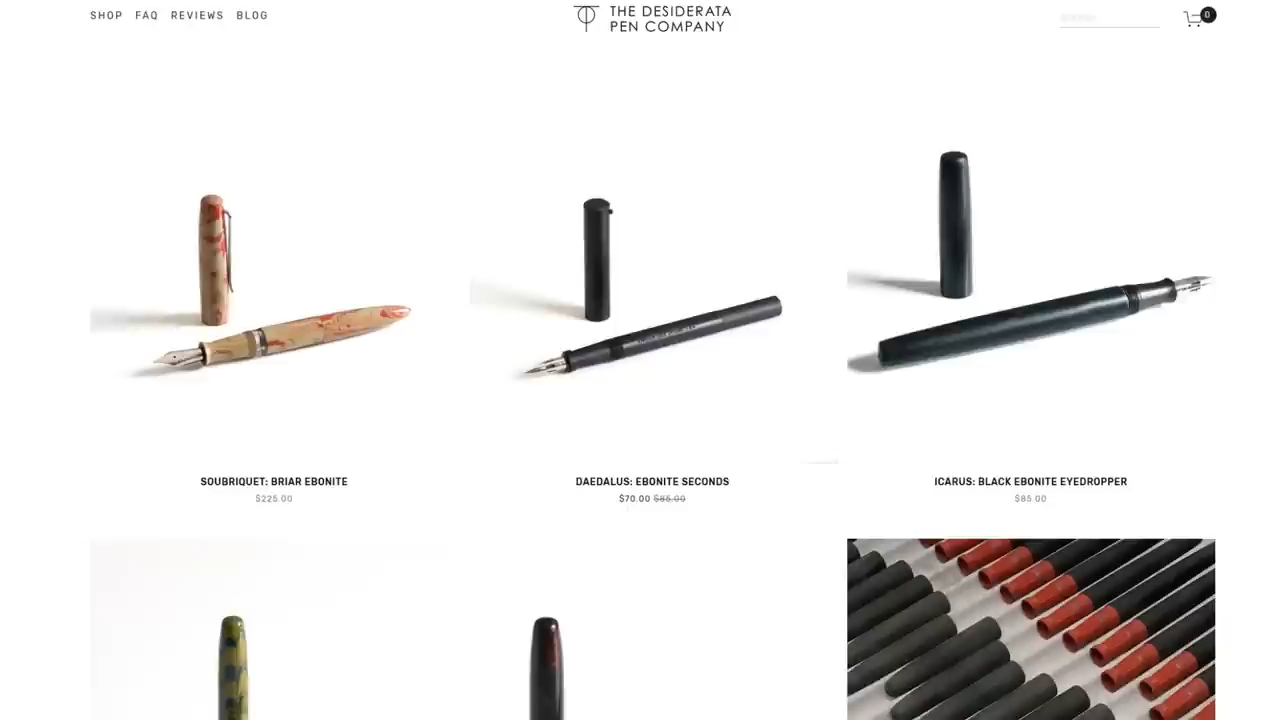 SHOP FAQ REVIEWS BLOG
THE DESIDERATA
PEN COMPANY
0
SOUBRIQUET: BRIAR EBONITE
$225.00
DAEDALUS: EBONITE SECONDS
$70.00 $85.00
ICARUS: BLACK EBONITE EYEDROPPER
$85.00